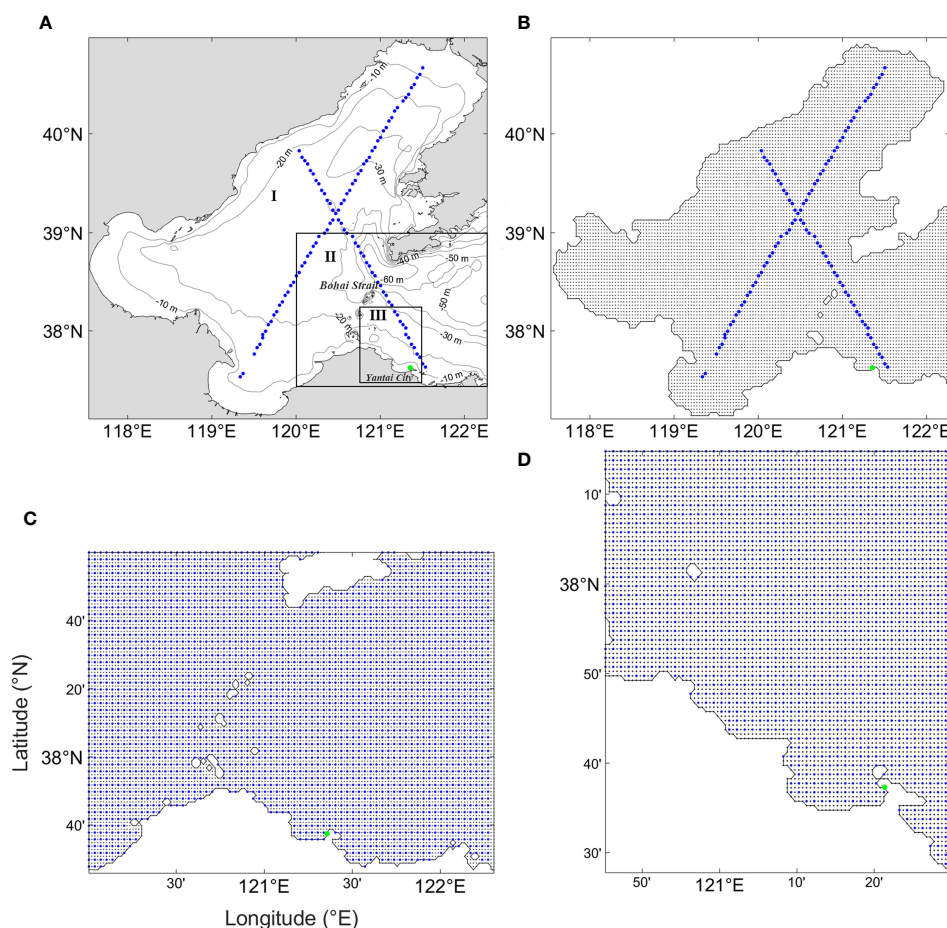 A
B
40°N
39°N
38°N
118°E 119°E 120°E 121°E 122°E
-10 m
-20 m
-30 m
I
II
-40 m
-50 m
-60 m
Bohai Strait
-50 m
-10 m
-20 m
III
-30 m
Yantai City
-10 m
40°N
39°N
38°N
118°E 119°E 120°E 121°E 122°E
C
Latitude (°N)
40'
20'
38°N
40'
30' 121°E 30' 122°E
Longitude (°E)
D
10'
38°N
50'
40'
30'
50' 121°E 10' 20'